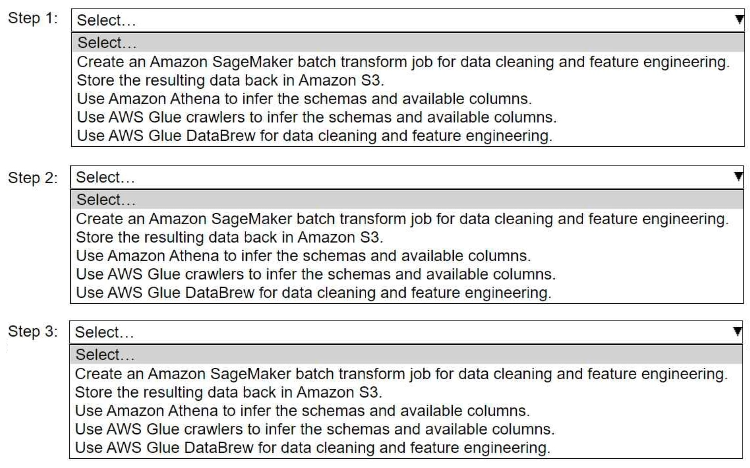 Step 1: Select...
Select...
Create an Amazon SageMaker batch transform job for data cleaning and feature engineering.
Store the resulting data back in Amazon S3.
Use Amazon Athena to infer the schemas and available columns.
Use AWS Glue crawlers to infer the schemas and available columns.
Use AWS Glue DataBrew for data cleaning and feature engineering.
Step 2: Select...
Select...
Create an Amazon SageMaker batch transform job for data cleaning and feature engineering.
Store the resulting data back in Amazon S3.
Use Amazon Athena to infer the schemas and available columns.
Use AWS Glue crawlers to infer the schemas and available columns.
Use AWS Glue DataBrew for data cleaning and feature engineering.
Step 3: Select...
Select...
Create an Amazon SageMaker batch transform job for data cleaning and feature engineering.
Store the resulting data back in Amazon S3.
Use Amazon Athena to infer the schemas and available columns.
Use AWS Glue crawlers to infer the schemas and available columns.
Use AWS Glue DataBrew for data cleaning and feature engineering.